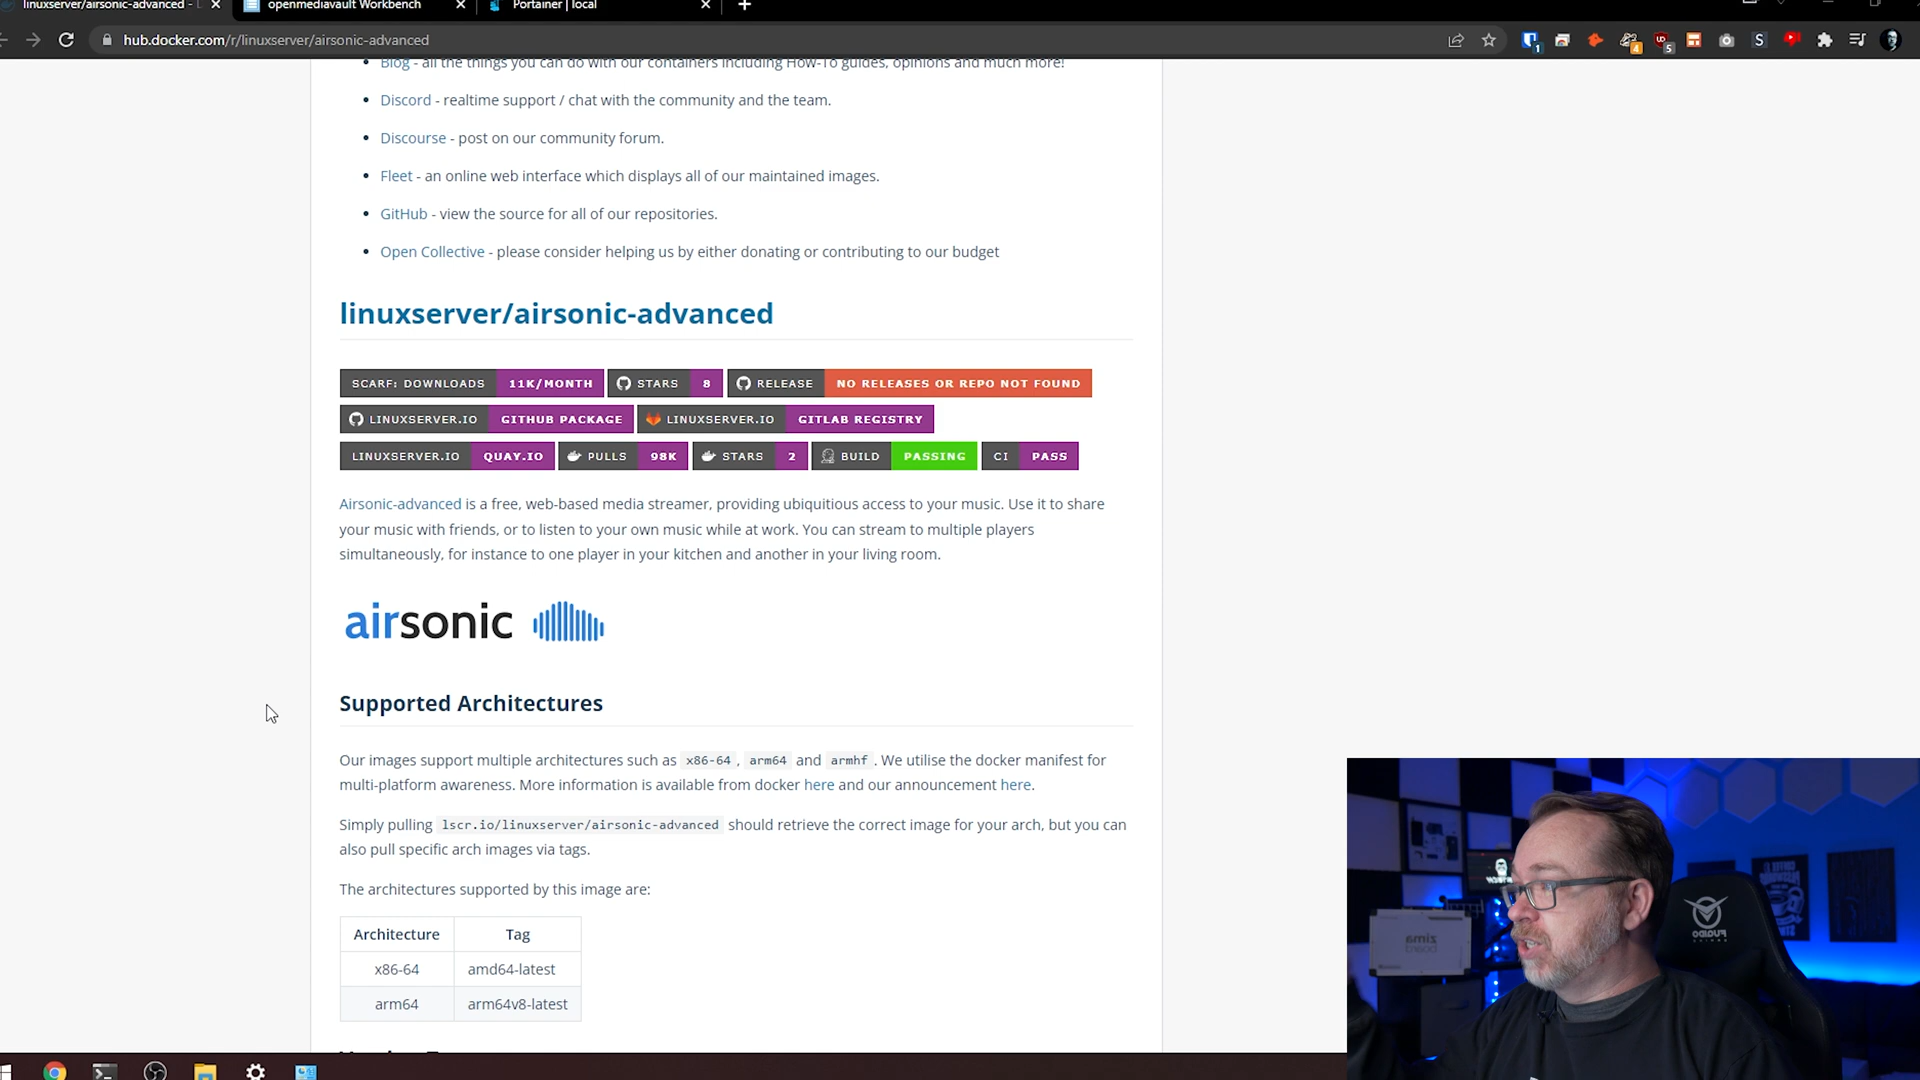 linuxserver/airsonic-advanced -
openmediavault Workbench
Portainer | local
hub.docker.com/r/linuxserver/airsonic-advanced
1
4
5
S
Blog - all the things you can do with our containers including How-To guides, opinions and much more!
Discord - realtime support / chat with the community and the team.
Discourse - post on our community forum.
Fleet - an online web interface which displays all of our maintained images.
GitHub - view the source for all of our repositories.
Open Collective - please consider helping us by either donating or contributing to our budget
linuxserver/airsonic-advanced
SCARF: DOWNLOADS 11K/MONTH STARS 8 RELEASE NO RELEASES OR REPO NOT FOUND
LINUXSERVER.IO GITHUB PACKAGE LINUXSERVER.IO GITLAB REGISTRY
LINUXSERVER.IO QUAY.IO PULLS 98K STARS 2 BUILD PASSING CI PASS
Airsonic-advanced is a free, web-based media streamer, providing ubiquitious access to your music. Use it to share
your music with friends, or to listen to your own music while at work. You can stream to multiple players
simultaneously, for instance to one player in your kitchen and another in your living room.
airsonic
Supported Architectures
Our images support multiple architectures such as x86-64 , arm64 and armhf . We utilise the docker manifest for
multi-platform awareness. More information is available from docker here and our announcement here.
Simply pulling lscr.io/linuxserver/airsonic-advanced should retrieve the correct image for your arch, but you can
also pull specific arch images via tags.
The architectures supported by this image are:
Architecture Tag
x86-64 amd64-latest
arm64 arm64v8-latest
zima
board